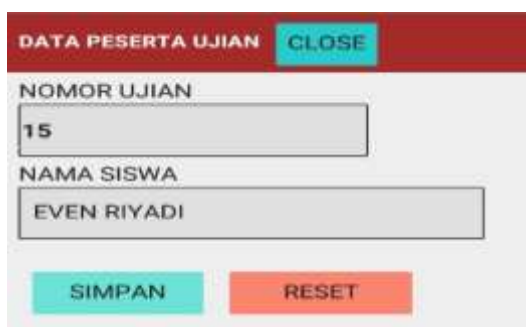 DATA PESERTA UJIAN CLOSE
NOMOR UJIAN
15
NAMA SISWA
EVEN RIYADI
SIMPAN RESET